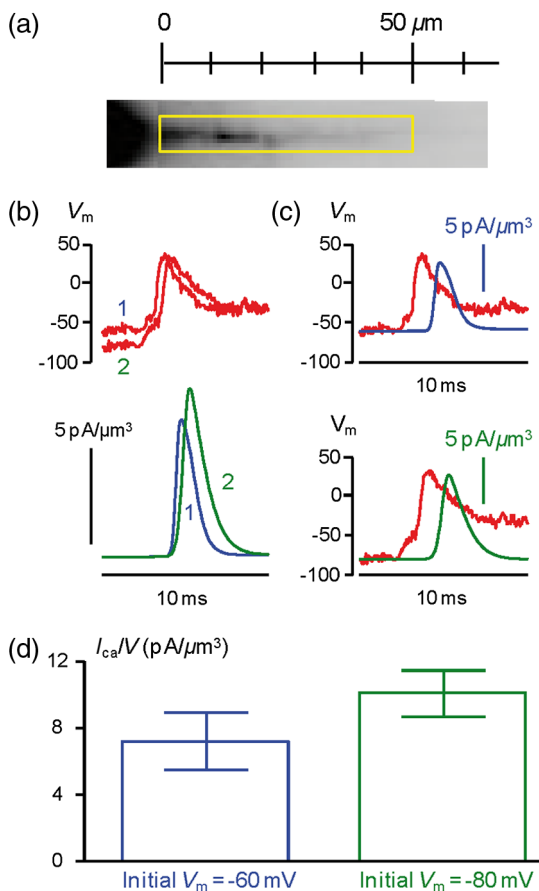 (a)
0 50 μm
(b)
Vm
50
0
-50
-100
1
2
5 pA/μm³
1
2
10 ms
(c)
Vm
5 pA/μm³
50
0
-50
-100
10 ms
Vm
5 pA/μm³
50
0
-50
-100
10 ms
(d)
Ica/V (pA/μm³)
12
8
4
0
Initial Vm = -60 mV
Initial Vm = -80 mV